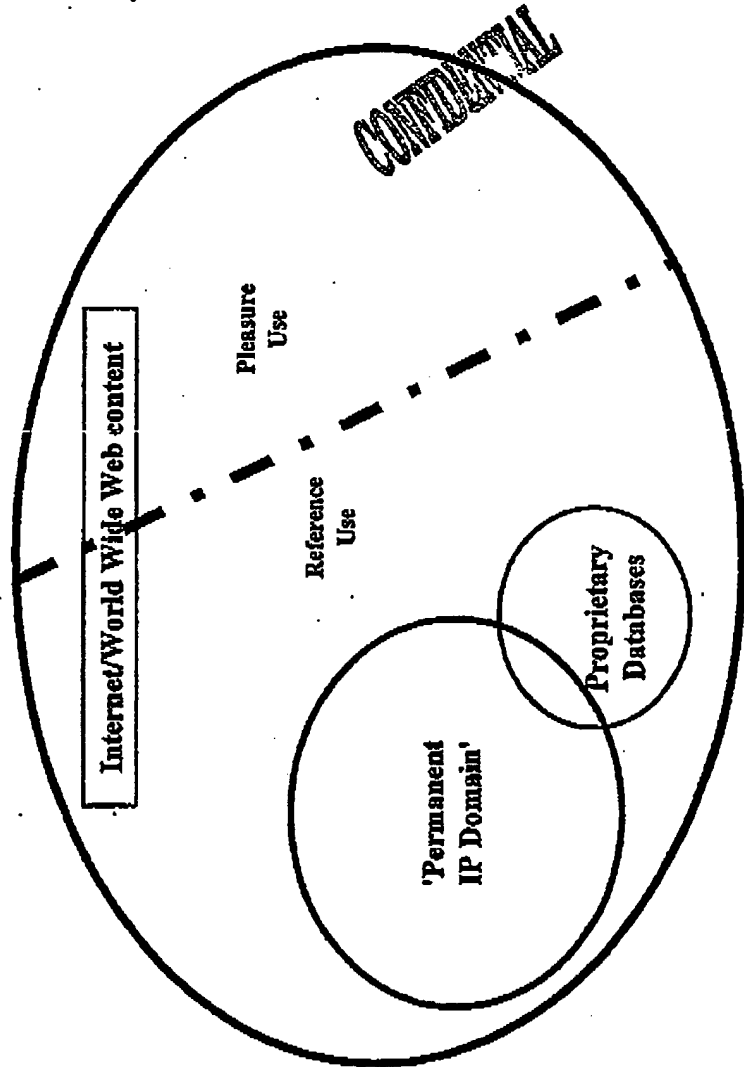 Internet/World Wide Web content
Reference
Use
Pleasure
Use
'Permanent
IP Domain'
Proprietary
Databases
CONFIDENTIAL